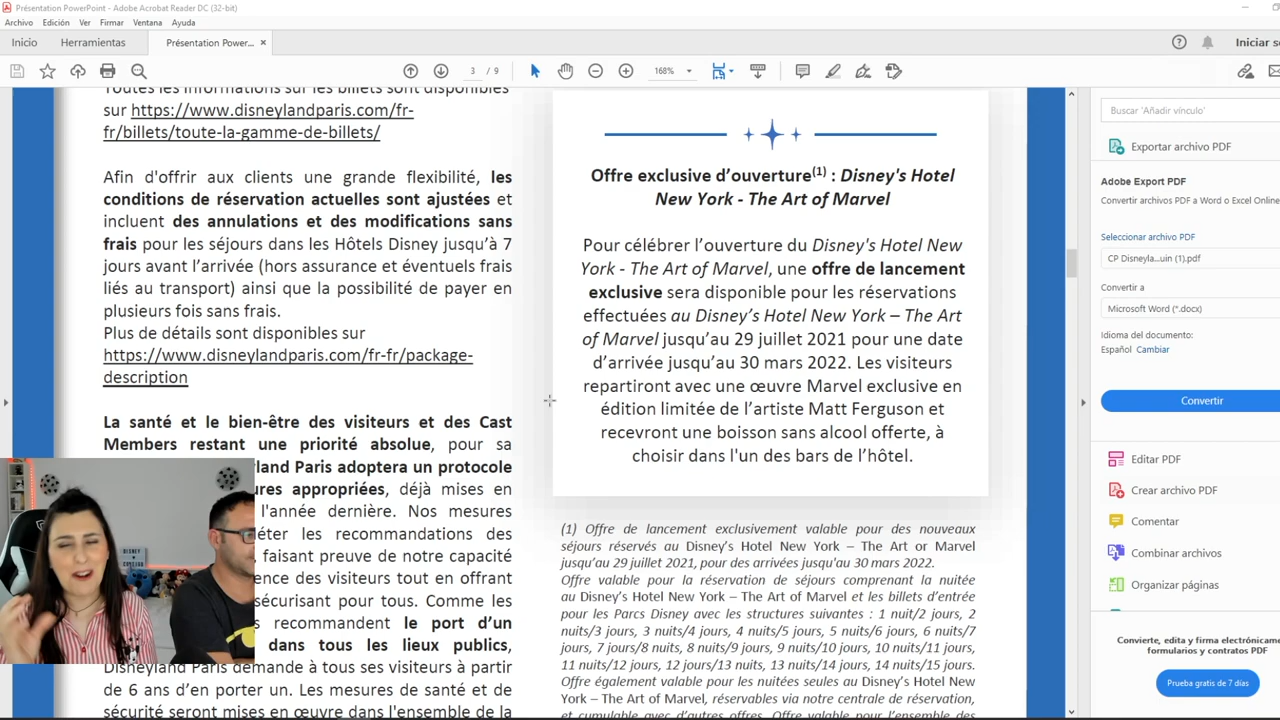 Présentation PowerPoint - Adobe Acrobat Reader DC (32-bit)
Archivo Edición Ver Firmar Ventana Ayuda
Inicio Herramientas Présentation Power... × Iniciar se
3 / 9 168%
Toutes les informations sur les billets sont disponibles
sur https://www.disneylandparis.com/fr-
fr/billets/toute-la-gamme-de-billets/
Afin d'offrir aux clients une grande flexibilité, les
conditions de réservation actuelles sont ajustées et
incluent des annulations et des modifications sans
frais pour les séjours dans les Hôtels Disney jusqu'à 7
jours avant l'arrivée (hors assurance et éventuels frais
liés au transport) ainsi que la possibilité de payer en
plusieurs fois sans frais.
Plus de détails sont disponibles sur
https://www.disneylandparis.com/fr-fr/package-
description
La santé et le bien-être des visiteurs et des Cast
Members restant une priorité absolue, pour sa
land Paris adoptera un protocole
ures appropriées, déjà mises en
l'année dernière. Nos mesures
léter les recommandations des
, faisant preuve de notre capacité
ence des visiteurs tout en offrant
sécurisant pour tous. Comme les
s recommandent le port d'un
dans tous les lieux publics,
Disneyland Paris demande à tous ses visiteurs à partir
de 6 ans d'en porter un. Les mesures de santé et de
sécurité seront mises en œuvre dans l'ensemble de la
Offre exclusive d'ouverture(1) : Disney's Hotel
New York - The Art of Marvel
Pour célébrer l'ouverture du Disney's Hotel New
York - The Art of Marvel, une offre de lancement
exclusive sera disponible pour les réservations
effectuées au Disney's Hotel New York – The Art
of Marvel jusqu'au 29 juillet 2021 pour une date
d'arrivée jusqu'au 30 mars 2022. Les visiteurs
repartiront avec une œuvre Marvel exclusive en
édition limitée de l'artiste Matt Ferguson et
recevront une boisson sans alcool offerte, à
choisir dans l'un des bars de l'hôtel.
(1) Offre de lancement exclusivement valable pour des nouveaux
séjours réservés au Disney's Hotel New York – The Art or Marvel
jusqu'au 29 juillet 2021, pour des arrivées jusqu'au 30 mars 2022.
Offre valable pour la réservation de séjours comprenant la nuitée
au Disney's Hotel New York – The Art of Marvel et les billets d'entrée
pour les Parcs Disney avec les structures suivantes : 1 nuit/2 jours, 2
nuits/3 jours, 3 nuits/4 jours, 4 nuits/5 jours, 5 nuits/6 jours, 6 nuits/7
jours, 7 jours/8 nuits, 8 nuits/9 jours, 9 nuits/10 jours, 10 nuits/11 jours,
11 nuits/12 jours, 12 jours/13 nuits, 13 nuits/14 jours, 14 nuits/15 jours.
Offre également valable pour les nuitées seules au Disney's Hotel New
York – The Art of Marvel, réservables via notre centrale de réservation,
et cumulable avec d'autres offres. Offre valable pour l'ensemble des
Buscar 'Añadir vínculo'
Exportar archivo PDF
Adobe Export PDF
Convertir archivos PDF a Word o Excel Online
Seleccionar archivo PDF
CP Disneyla...uin (1).pdf
Convertir a
Microsoft Word (*.docx)
Idioma del documento:
Español Cambiar
Convertir
Editar PDF
Crear archivo PDF
Comentar
Combinar archivos
Organizar páginas
Convierte, edita y firma electrónicame
formularios y contratos PDF
Prueba gratis de 7 días